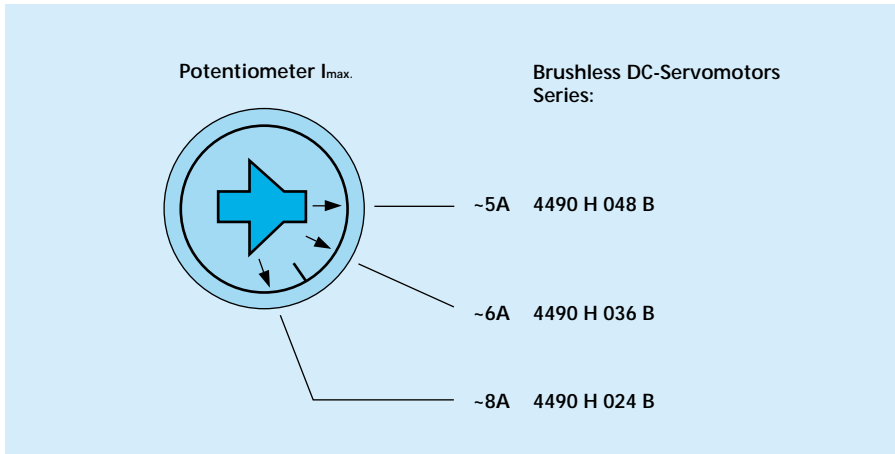 Potentiometer Imax.
Brushless DC-Servomotors
Series:
~5A 4490 H 048 B
~6A 4490 H 036 B
~8A 4490 H 024 B